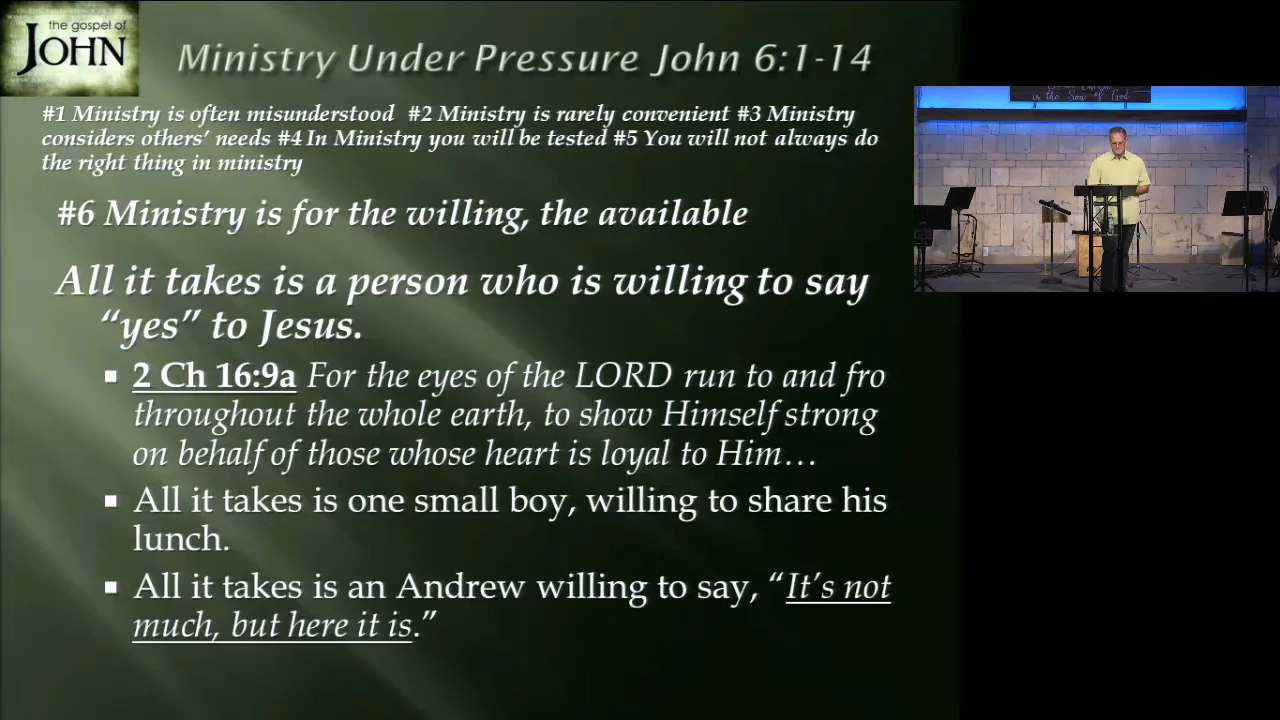 the gospel of
JOHN
Ministry Under Pressure John 6:1-14
#1 Ministry is often misunderstood #2 Ministry is rarely convenient #3 Ministry
considers others’ needs #4 In Ministry you will be tested #5 You will not always do
the right thing in ministry
#6 Ministry is for the willing, the available
All it takes is a person who is willing to say
“yes” to Jesus.
▪ 2 Ch 16:9a For the eyes of the LORD run to and fro
throughout the whole earth, to show Himself strong
on behalf of those whose heart is loyal to Him…
▪ All it takes is one small boy, willing to share his
lunch.
▪ All it takes is an Andrew willing to say, “It’s not
much, but here it is.”
in the Son of God